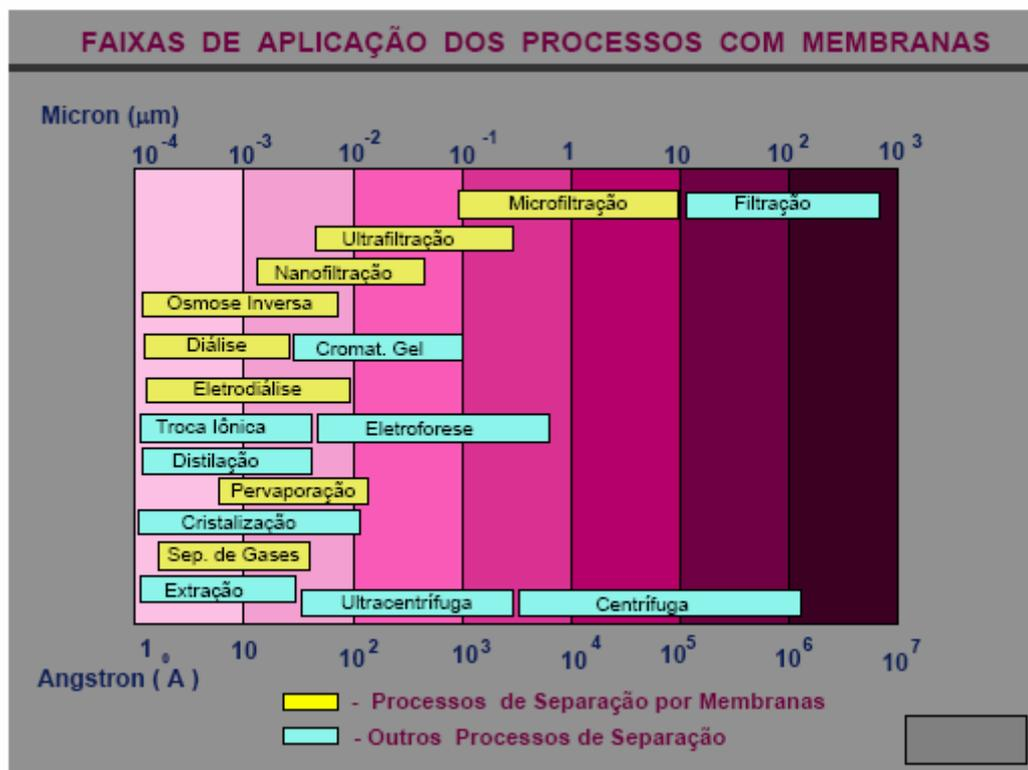 FAIXAS DE APLICAÇÃO DOS PROCESSOS COM MEMBRANAS
Micron (μm)
10⁻⁴ 10⁻³ 10⁻² 10⁻¹ 1 10 10² 10³
Microfiltração Filtração
Ultrafiltração
Nanofiltração
Osmose Inversa
Diálise Cromat. Gel
Eletrodiálise
Troca Iônica Eletroforese
Distilação
Pervaporação
Cristalização
Sep. de Gases
Extração
Ultracentrífuga Centrífuga
1 10 10² 10³ 10⁴ 10⁵ 10⁶ 10⁷
Angstron ( Å )
- Processos de Separação por Membranas
- Outros Processos de Separação